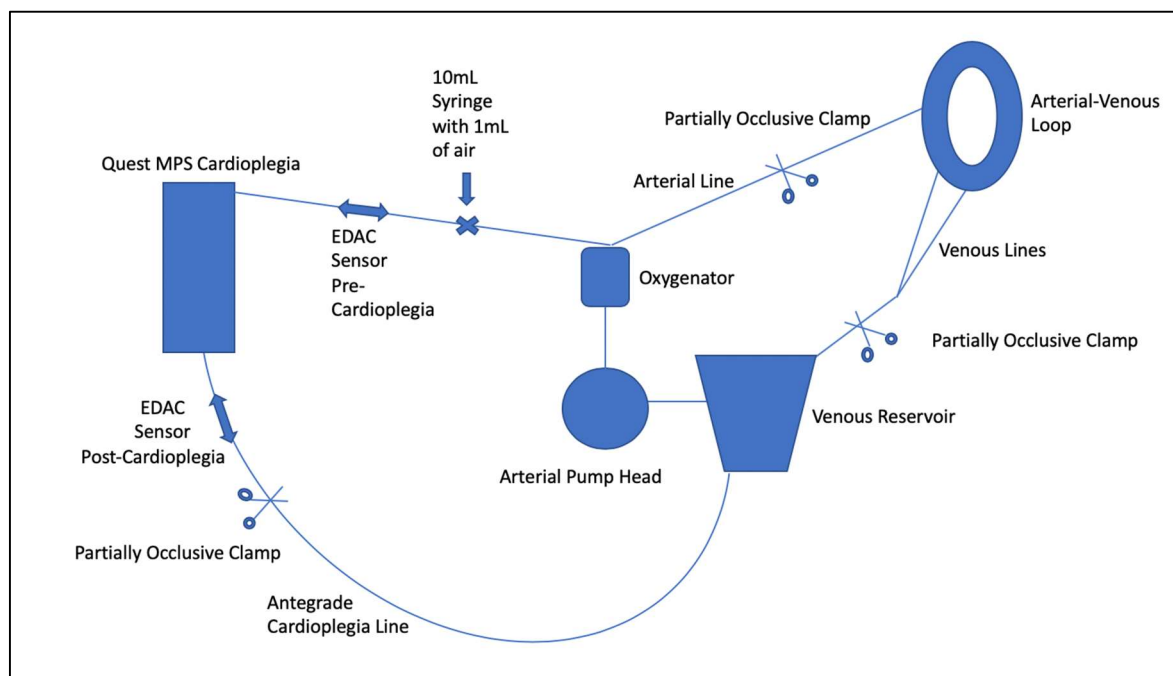 10mL
Syringe
with 1mL
of air
Quest MPS Cardioplegia
EDAC
Sensor
Pre-
Cardioplegia
Partially Occlusive Clamp
Arterial-Venous
Loop
Arterial Line
Oxygenator
Venous Lines
Partially Occlusive Clamp
Venous Reservoir
Arterial Pump Head
EDAC
Sensor
Post-Cardioplegia
Partially Occlusive Clamp
Antegrade
Cardioplegia Line